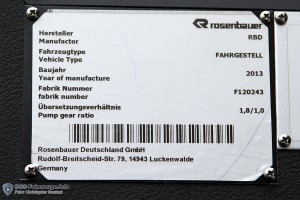 rosenbauer
Hersteller RBD
Manufactor
Fahrzeugtype FAHRGESTELL
Vehicle Type
Baujahr 2013
Year of manufacture
Fabrik Nummer F120243
fabrik number
Übersetzungsverhältnis 1,8/1,0
Pump gear ratio
Rosenbauer Deutschland GmbH
Rudolf-Breitscheid-Str. 79, 14943 Luckenwalde
Germany